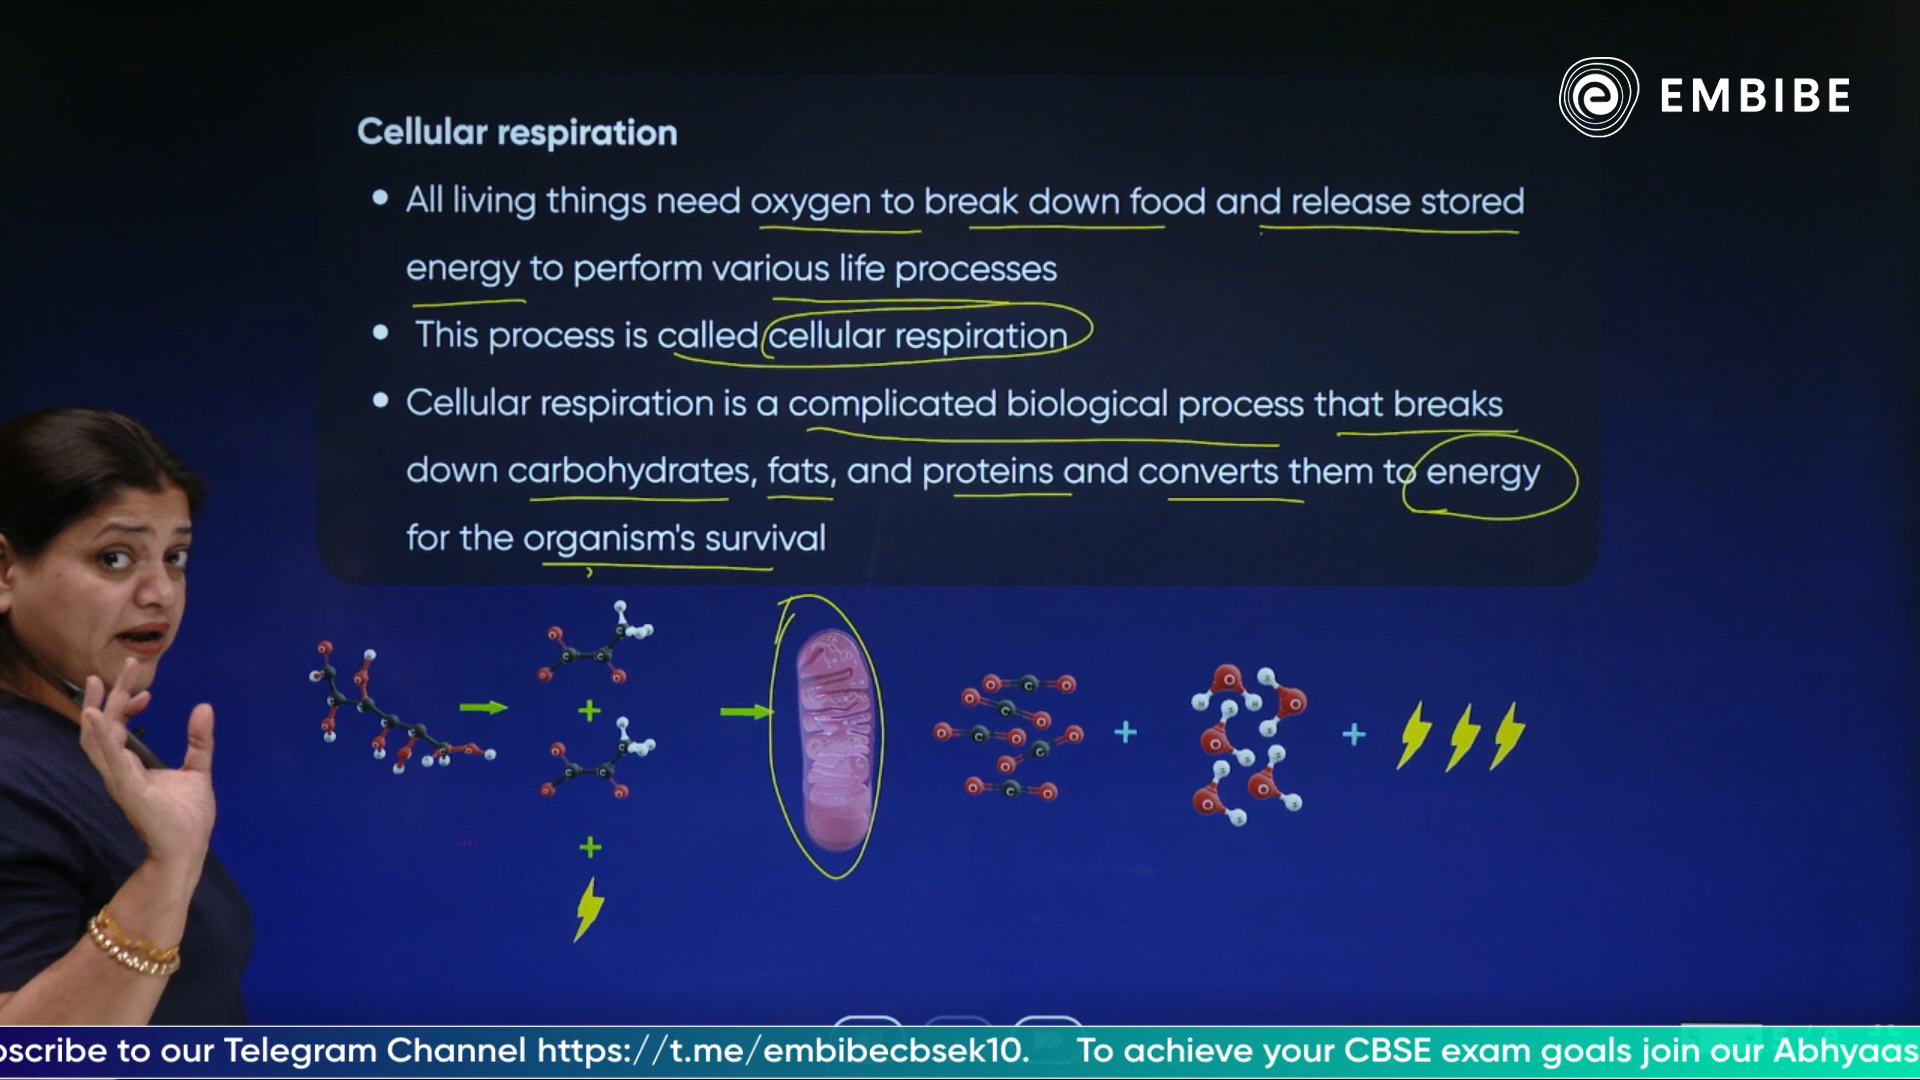 EMBIBE
Cellular respiration
• All living things need oxygen to break down food and release stored
energy to perform various life processes
• This process is called cellular respiration
• Cellular respiration is a complicated biological process that breaks
down carbohydrates, fats, and proteins and converts them to energy
for the organism's survival
scribe to our Telegram Channel https://t.me/embibecbsek10. To achieve your CBSE exam goals join our Abhyaas